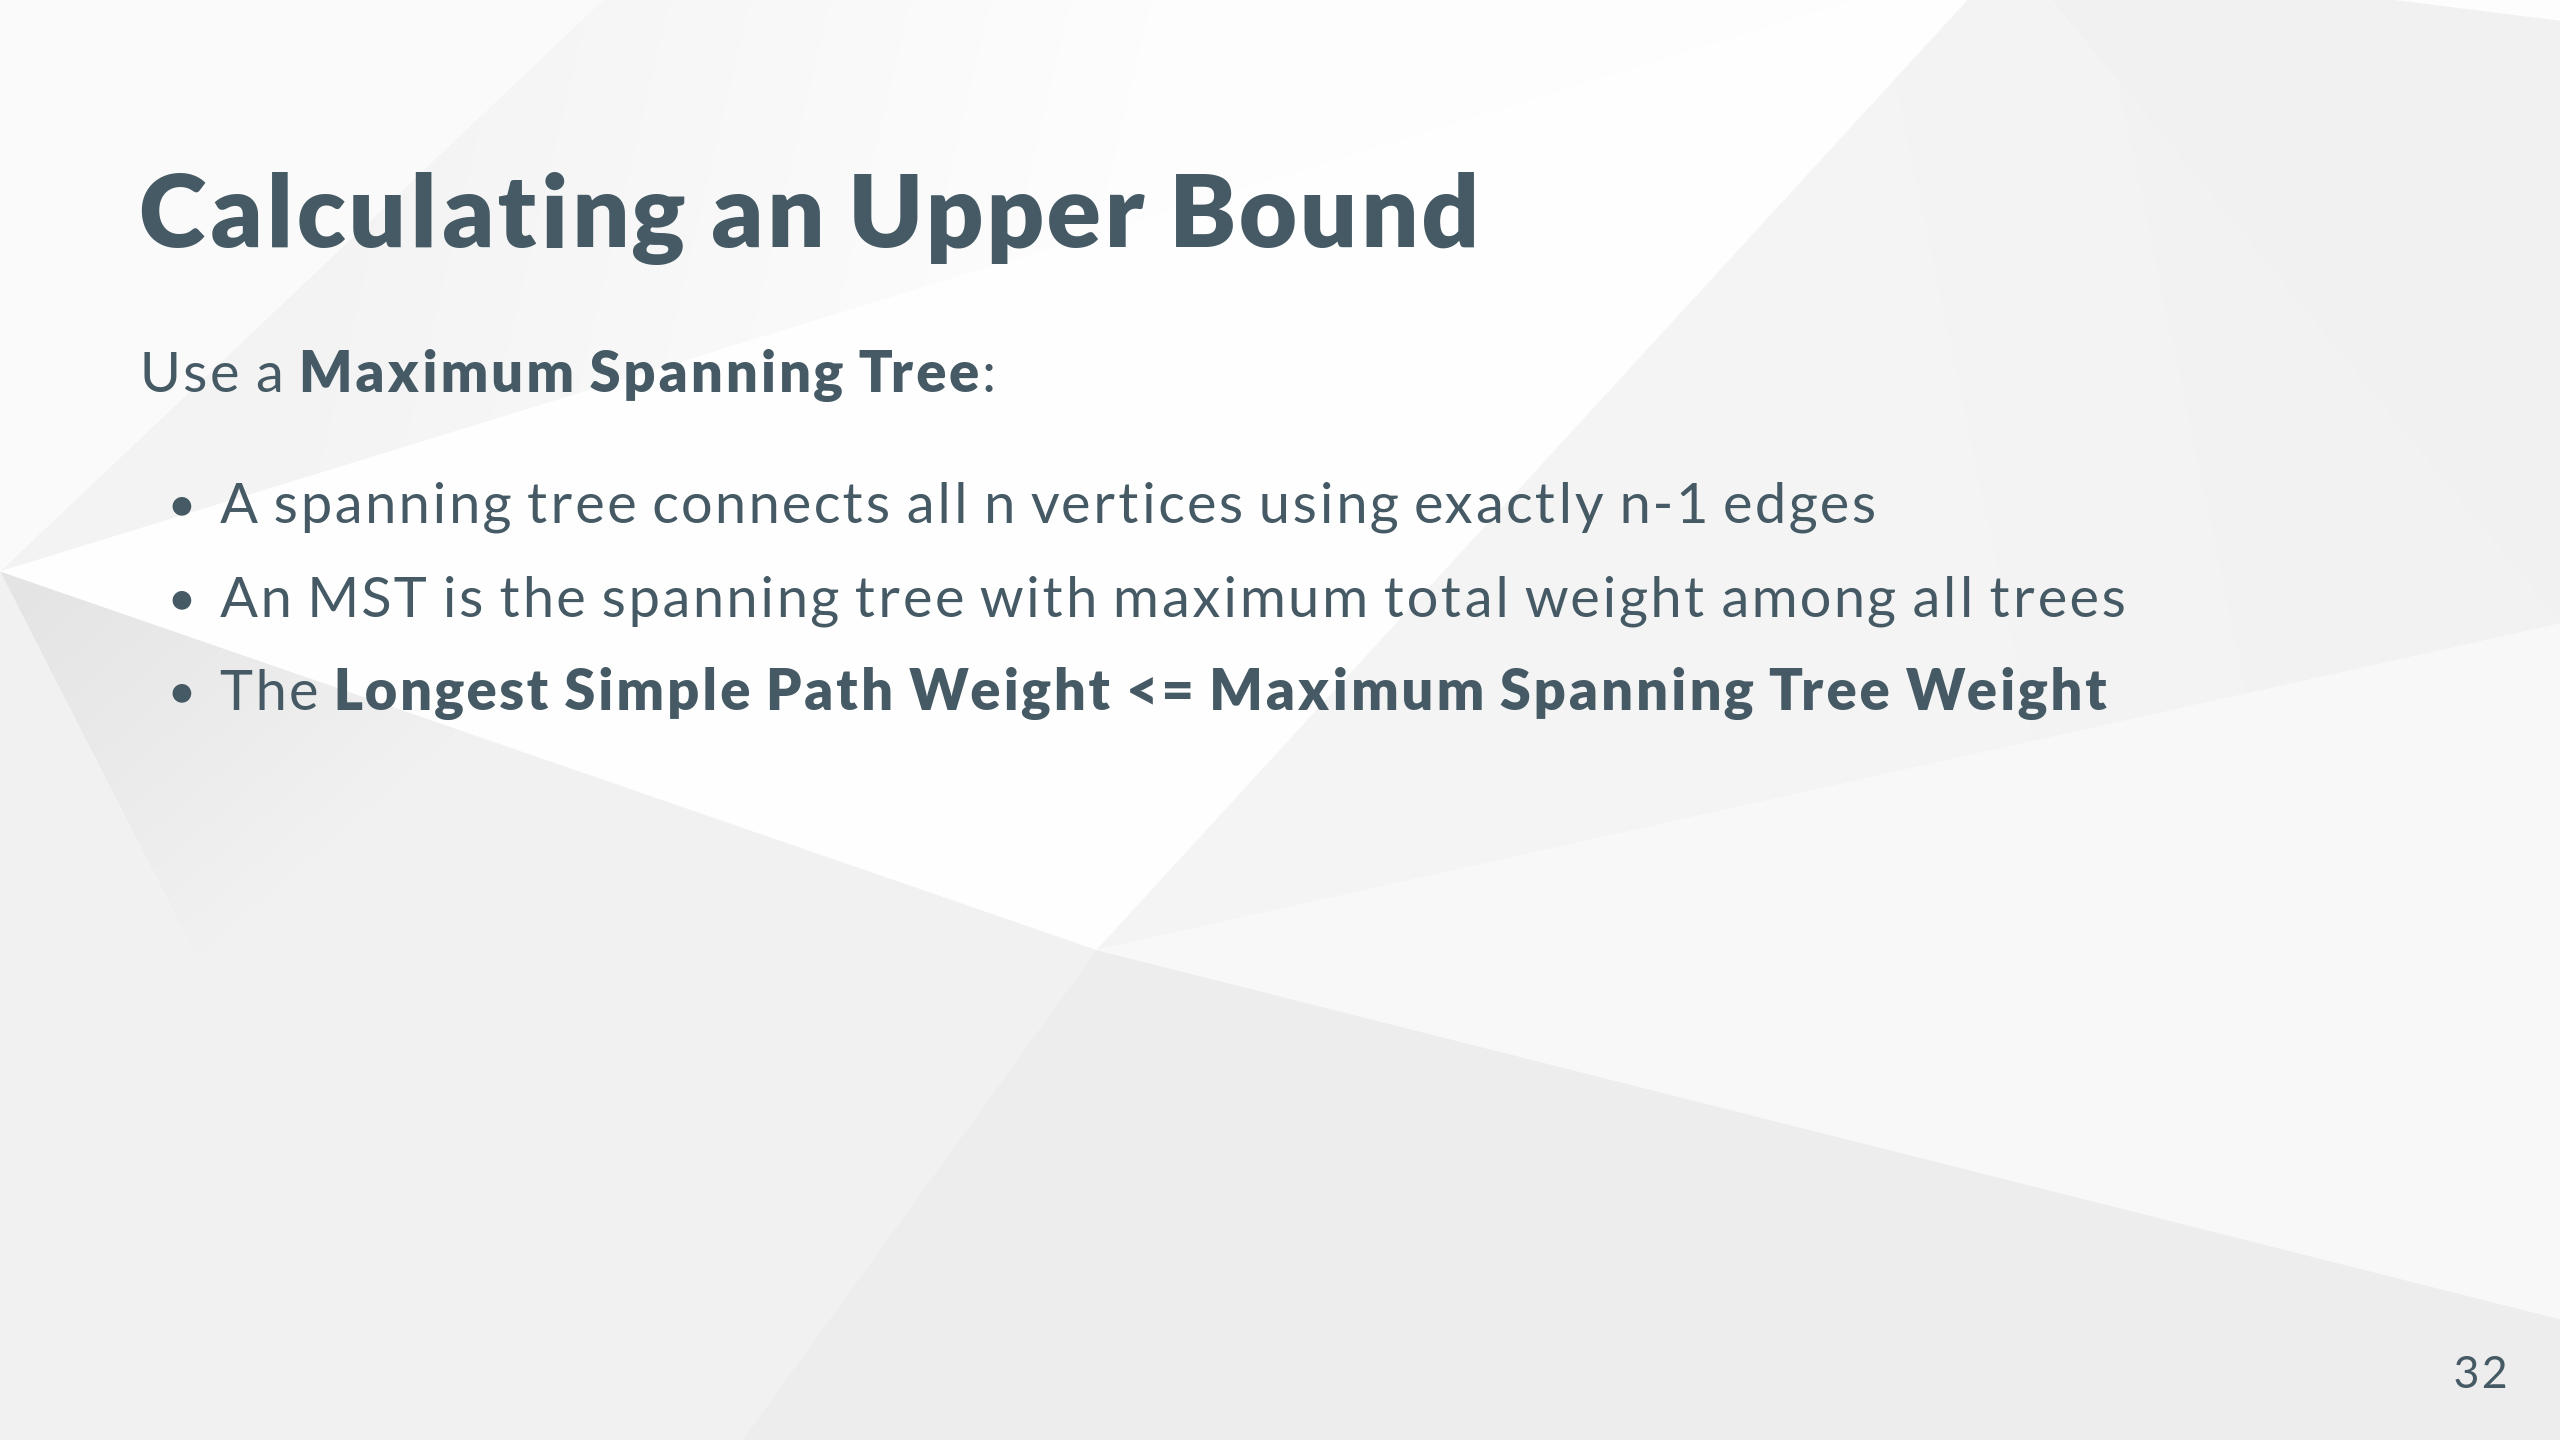 Calculating an Upper Bound
Use a Maximum Spanning Tree:
• A spanning tree connects all n vertices using exactly n-1 edges
• An MST is the spanning tree with maximum total weight among all trees
• The Longest Simple Path Weight <= Maximum Spanning Tree Weight
32